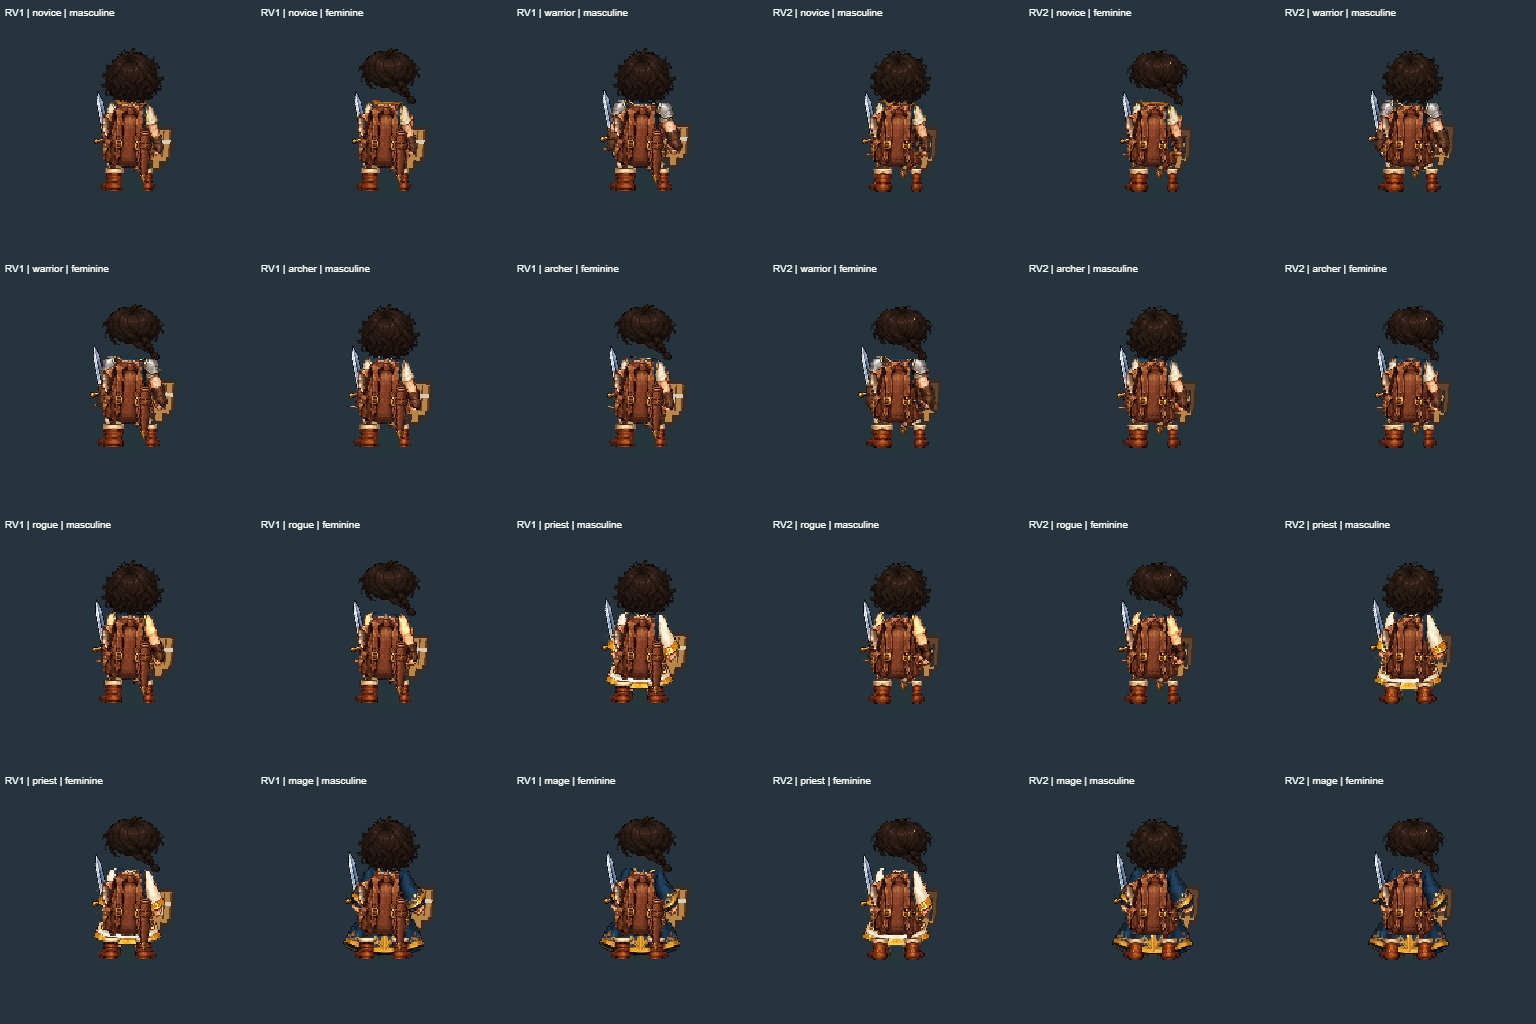 RV1 | novice | masculine
RV1 | novice | feminine
RV1 | warrior | masculine
RV2 | novice | masculine
RV2 | novice | feminine
RV2 | warrior | masculine
RV1 | warrior | feminine
RV1 | archer | masculine
RV1 | archer | feminine
RV2 | warrior | feminine
RV2 | archer | masculine
RV2 | archer | feminine
RV1 | rogue | masculine
RV1 | rogue | feminine
RV1 | priest | masculine
RV2 | rogue | masculine
RV2 | rogue | feminine
RV2 | priest | masculine
RV1 | priest | feminine
RV1 | mage | masculine
RV1 | mage | feminine
RV2 | priest | feminine
RV2 | mage | masculine
RV2 | mage | feminine